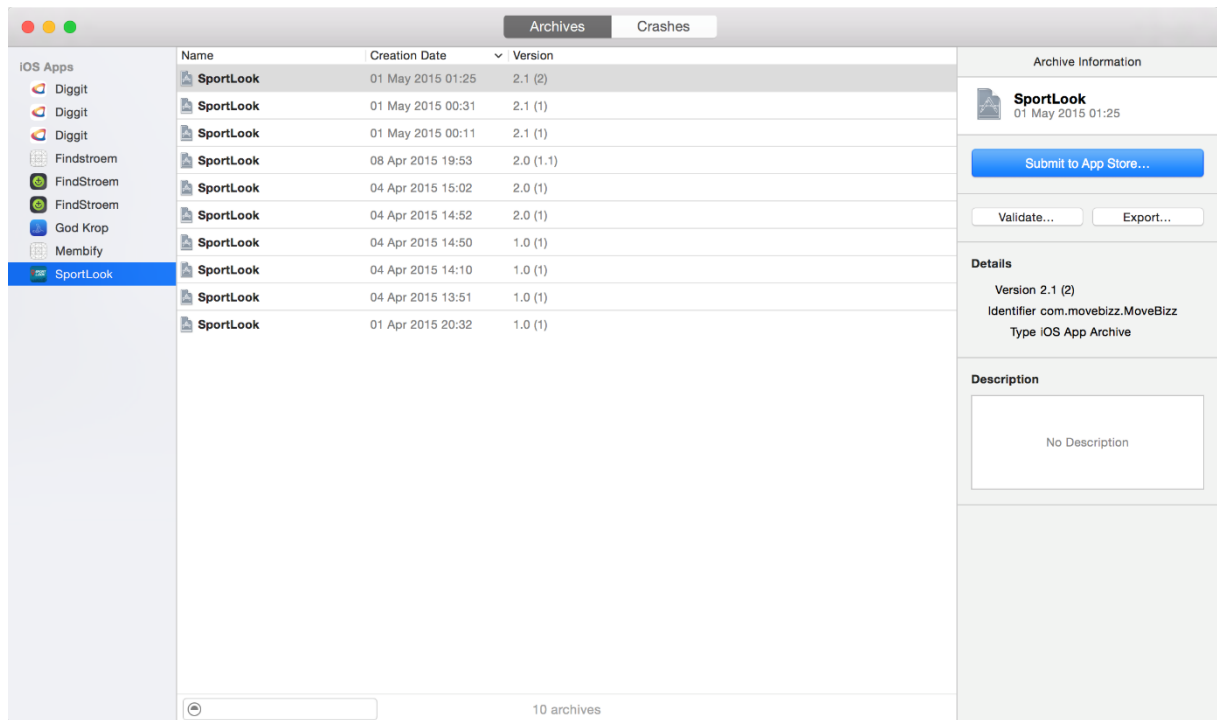 Archives Crashes
iOS Apps
Diggit
Diggit
Diggit
Findstroem
FindStroem
FindStroem
God Krop
Membify
SportLook
Name Creation Date Version
SportLook 01 May 2015 01:25 2.1 (2)
SportLook 01 May 2015 00:31 2.1 (1)
SportLook 01 May 2015 00:11 2.1 (1)
SportLook 08 Apr 2015 19:53 2.0 (1.1)
SportLook 04 Apr 2015 15:02 2.0 (1)
SportLook 04 Apr 2015 14:52 2.0 (1)
SportLook 04 Apr 2015 14:50 1.0 (1)
SportLook 04 Apr 2015 14:10 1.0 (1)
SportLook 04 Apr 2015 13:51 1.0 (1)
SportLook 01 Apr 2015 20:32 1.0 (1)
10 archives
Archive Information
SportLook
01 May 2015 01:25
Submit to App Store...
Validate... Export...
Details
Version 2.1 (2)
Identifier com.movebizz.MoveBizz
Type iOS App Archive
Description
No Description